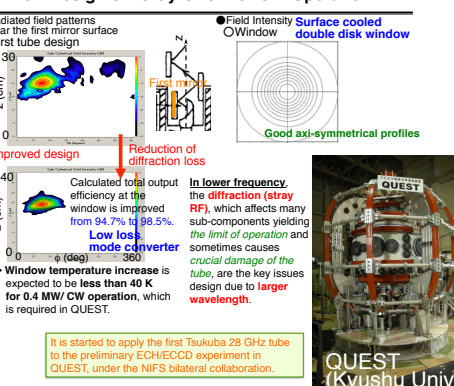 adiated field patterns
ar the first mirror surface
rst tube design
●Field Intensity
○Window
Surface cooled
double disk window
30
0
Z
First mirror
Good axi-symmetrical profiles
mproved design
Reduction of
diffraction loss
40
0
0 φ (deg) 360
Calculated total output
efficiency at the
window is improved
from 94.7% to 98.5%.
Low loss
mode converter
In lower frequency,
the diffraction (stray
RF), which affects many
sub-components yielding
the limit of operation and
sometimes causes
crucial damage of the
tube, are the key issues
design due to larger
wavelength.
• Window temperature increase is
expected to be less than 40 K
for 0.4 MW/ CW operation, which
is required in QUEST.
It is started to apply the first Tsukuba 28 GHz tube
to the preliminary ECH/ECCD experiment in
QUEST, under the NIFS bilateral collaboration.
QUEST
QUEST
(Kyushu Univ